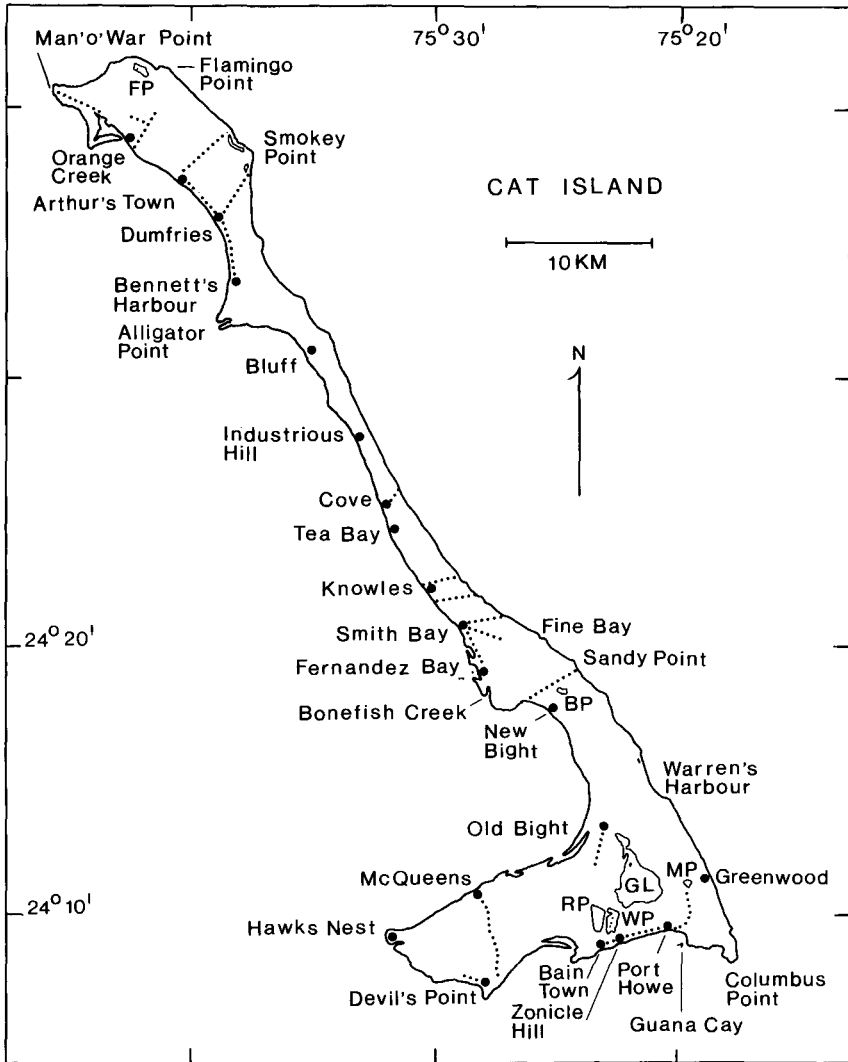 75° 30' 75° 20'
Man'o'War Point
Flamingo
Point
FP
Smokey
Point
Orange
Creek
CAT ISLAND
Arthur's Town
Dumfries
10 KM
Bennett's
Harbour
Alligator
Point
N
Bluff
Industrious
Hill
Cove
Tea Bay
Knowles
Smith Bay
Fine Bay
24° 20'
Sandy Point
Fernandez Bay
BP
Bonefish Creek
New
Bight
Warren's
Harbour
Old Bight
McQueens
MP
Greenwood
GL
24° 10'
RP
WP
Hawks Nest
Bain
Town
Port
Howe
Columbus
Point
Devil's Point
Zonicle
Hill
Guana Cay